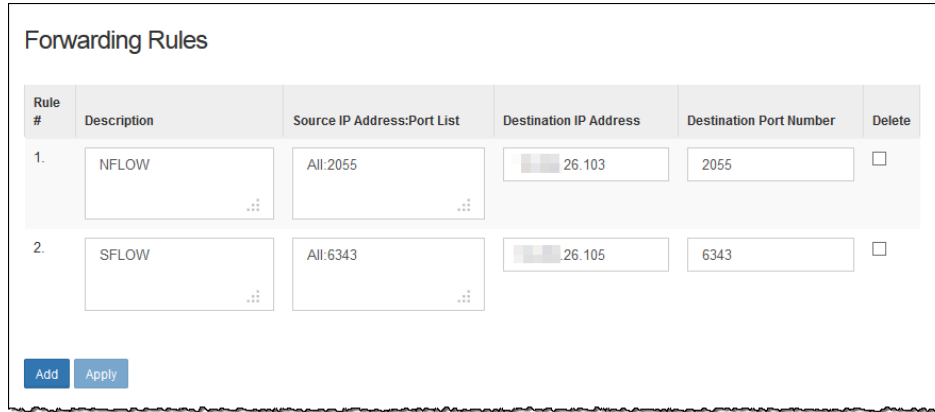 Forwarding Rules
Rule # Description Source IP Address:Port List Destination IP Address Destination Port Number Delete
1. NFLOW All:2055 .26.103 2055
2. SFLOW All:6343 .26.105 6343
Add Apply